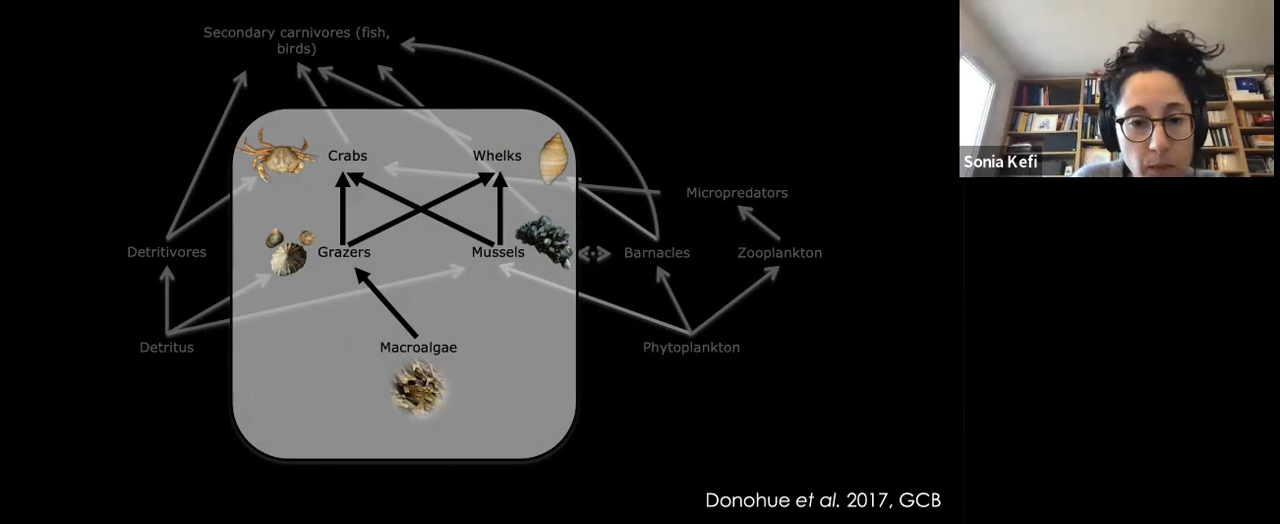 Secondary carnivores (fish,
birds)
Crabs
Whelks
Sonia Kefi
Micropredators
Detritivores
Grazers
Mussels
Barnacles
Zooplankton
Detritus
Macroalgae
Phytoplankton
Donohue et al. 2017, GCB